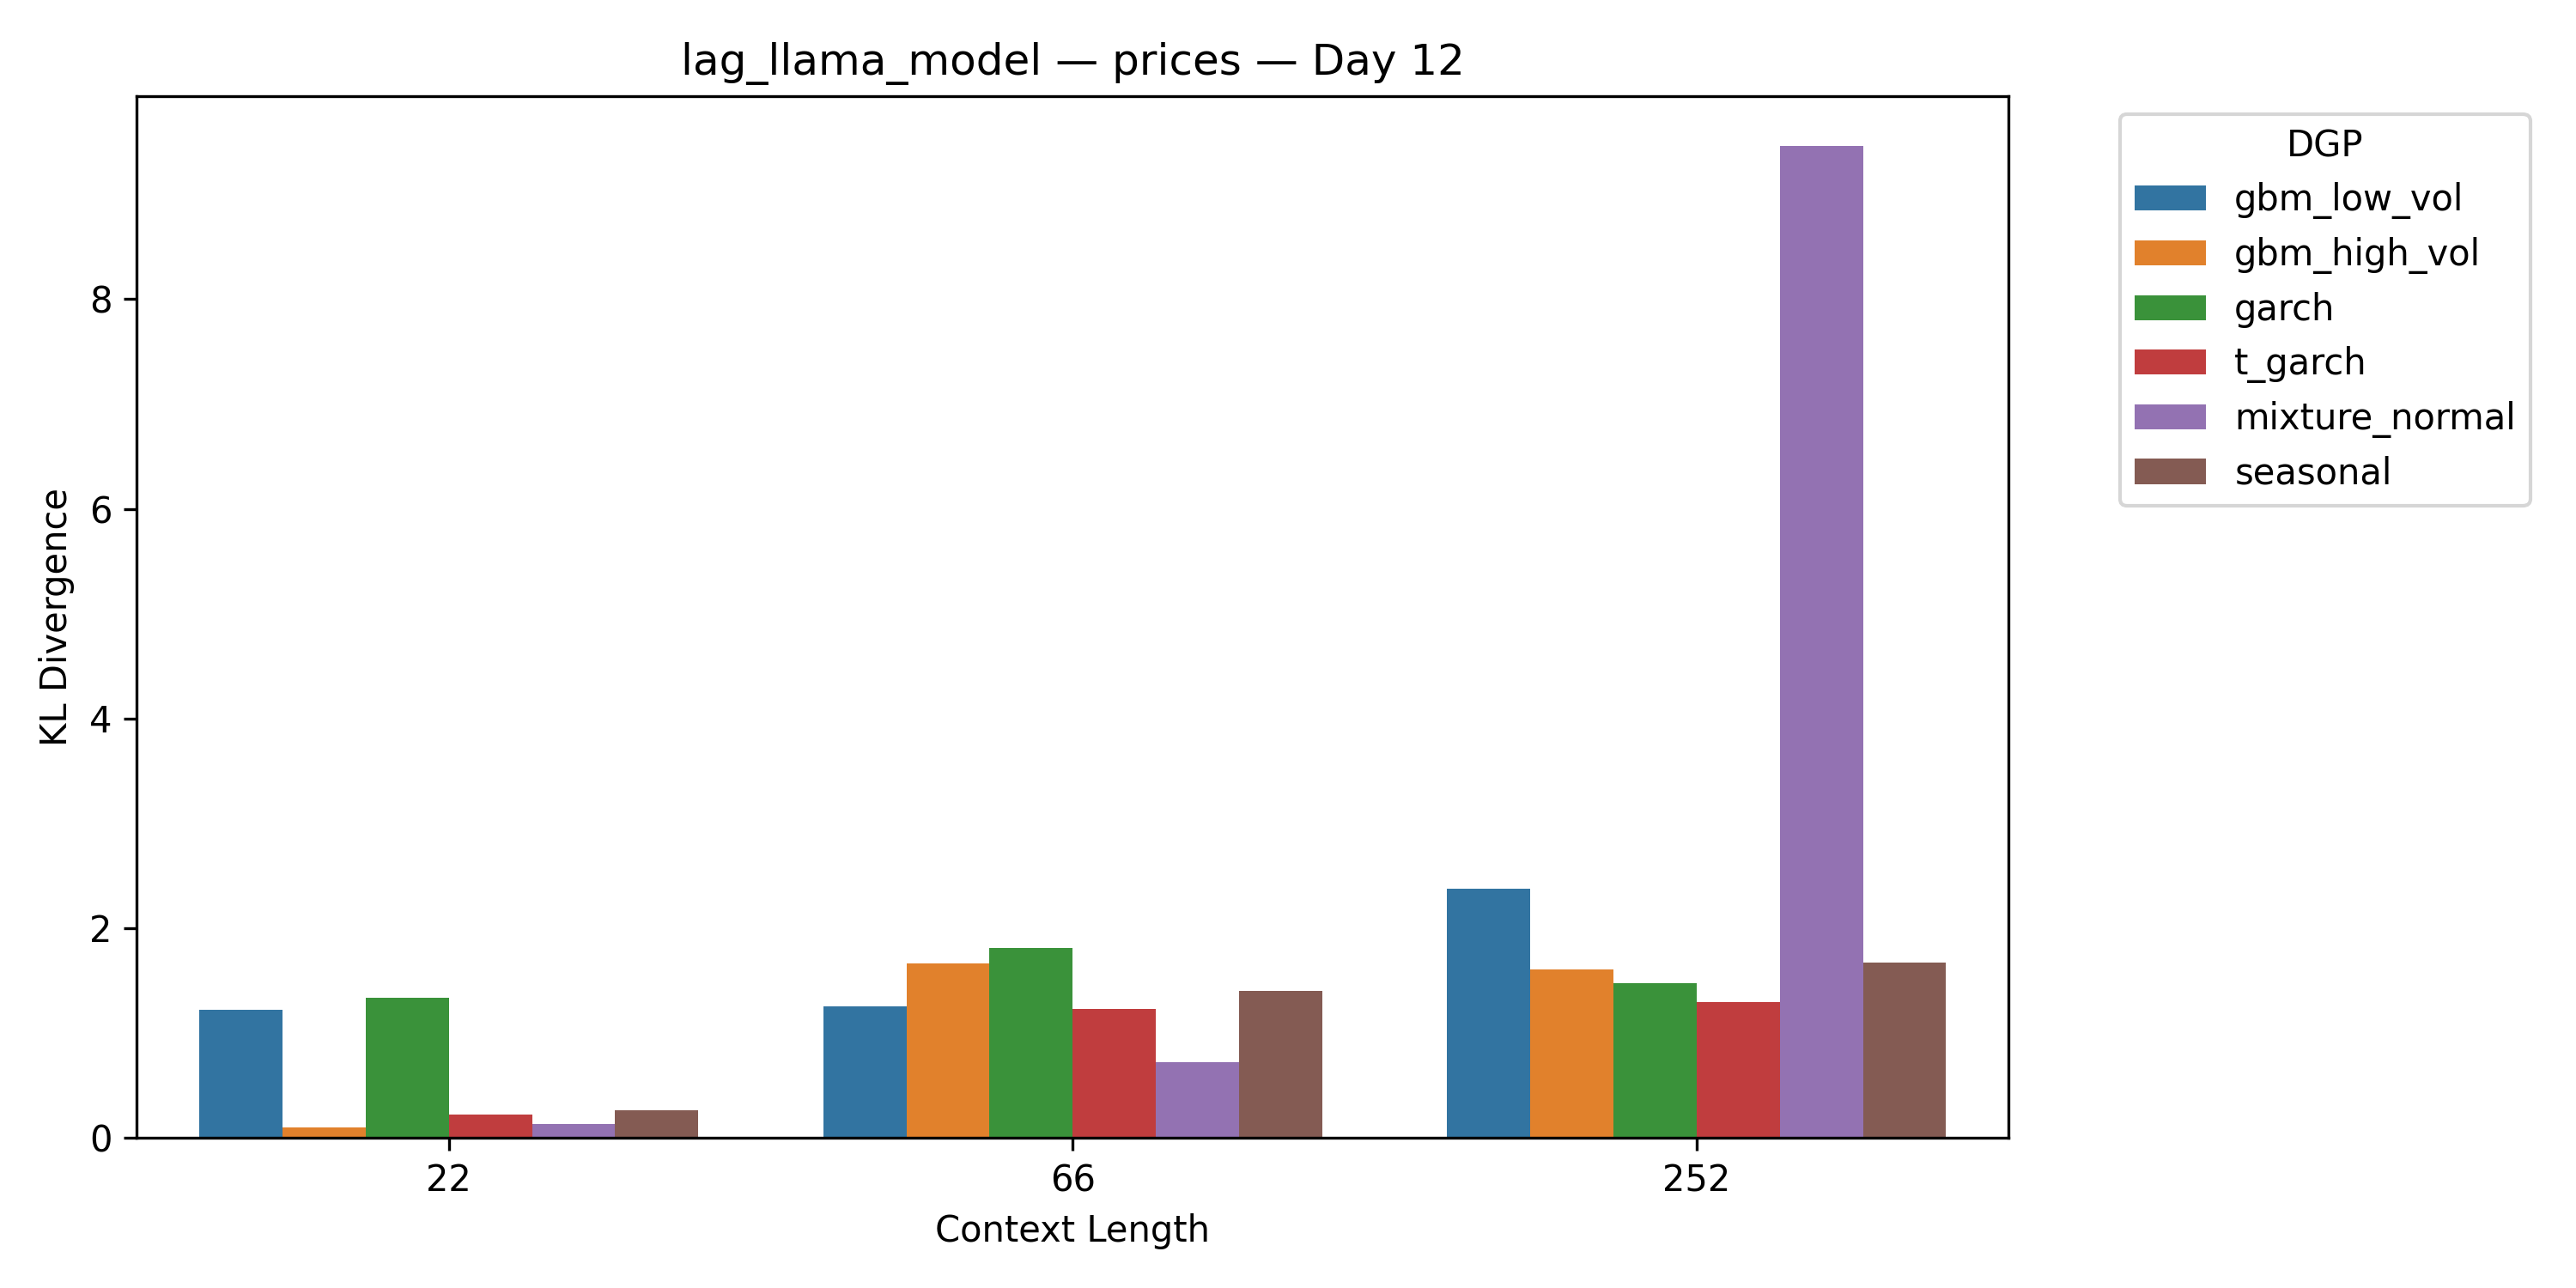 lag_llama_model — prices — Day 12
KL Divergence
8
6
4
2
0
22
66
252
Context Length
DGP
gbm_low_vol
gbm_high_vol
garch
t_garch
mixture_normal
seasonal